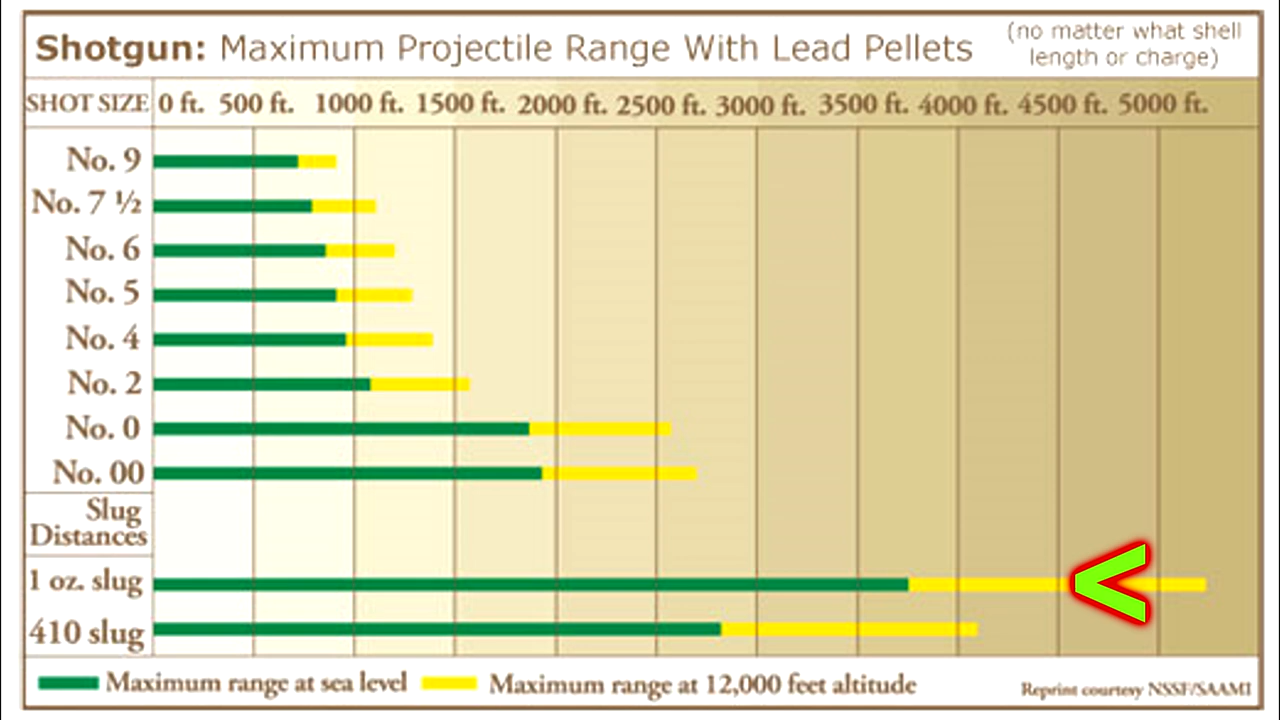 Shotgun: Maximum Projectile Range With Lead Pellets
(no matter what shell
length or charge)
SHOT SIZE 0 ft. 500 ft. 1000 ft. 1500 ft. 2000 ft. 2500 ft. 3000 ft. 3500 ft. 4000 ft. 4500 ft. 5000 ft.
No. 9
No. 7 ½
No. 6
No. 5
No. 4
No. 2
No. 0
No. 00
Slug
Distances
1 oz. slug
410 slug
Maximum range at sea level Maximum range at 12,000 feet altitude Reprint courtesy NSSF/SAAMI